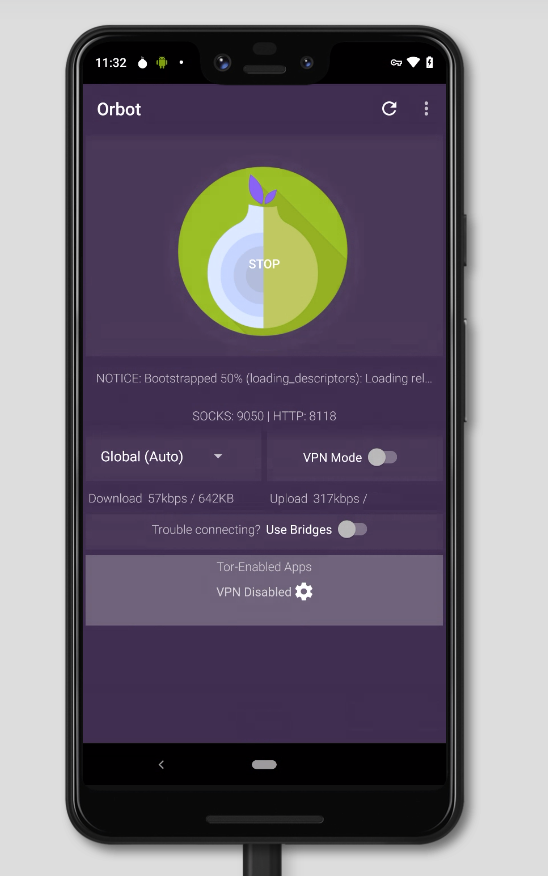 11:32
Orbot
STOP
NOTICE: Bootstrapped 50% (loading_descriptors): Loading rel...
SOCKS: 9050 | HTTP: 8118
Global (Auto)
VPN Mode
Download 57kbps / 642KB
Upload 317kbps /
Trouble connecting? Use Bridges
Tor-Enabled Apps
VPN Disabled